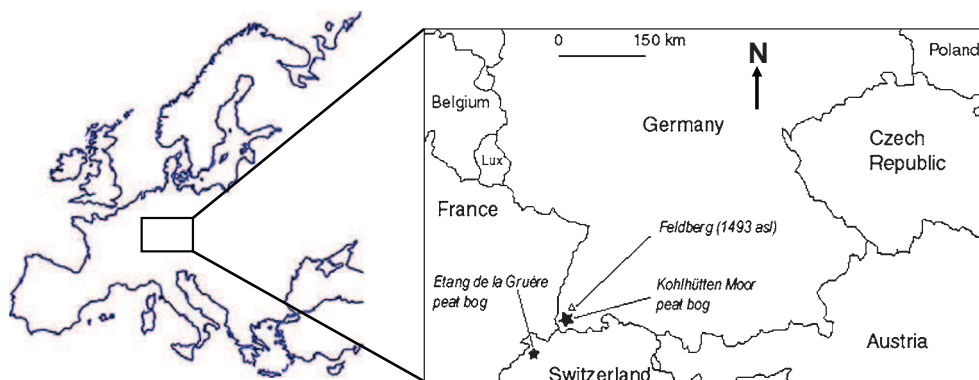 0 150 km
N
Poland
Belgium
Germany
Czech
Republic
Lux
France
Feldberg (1493 asl)
Etang de la Gruère
peat bog
Kohlhütten Moor
peat bog
Austria
Switzerland